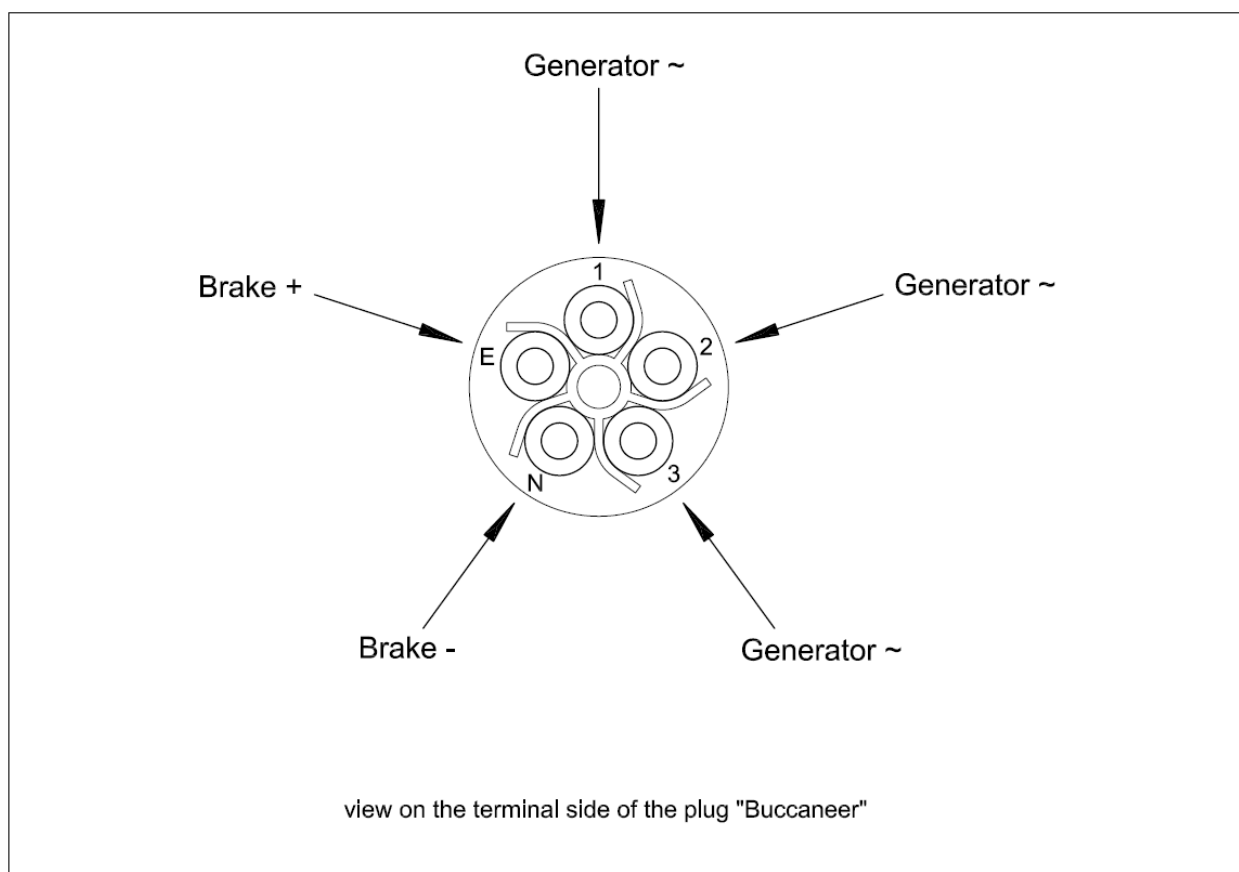 Generator ~
Brake +
Generator ~
1
E
2
N
3
Brake -
Generator ~
view on the terminal side of the plug "Buccaneer"